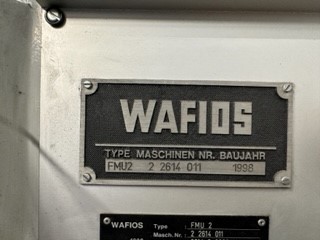 WAFIOS
TYPE MASCHINEN NR. BAUJAHR
FMU2 2 2614 011 1998
WAFIOS Type : FMU 2
Masch.Nr.: 2 2614 011